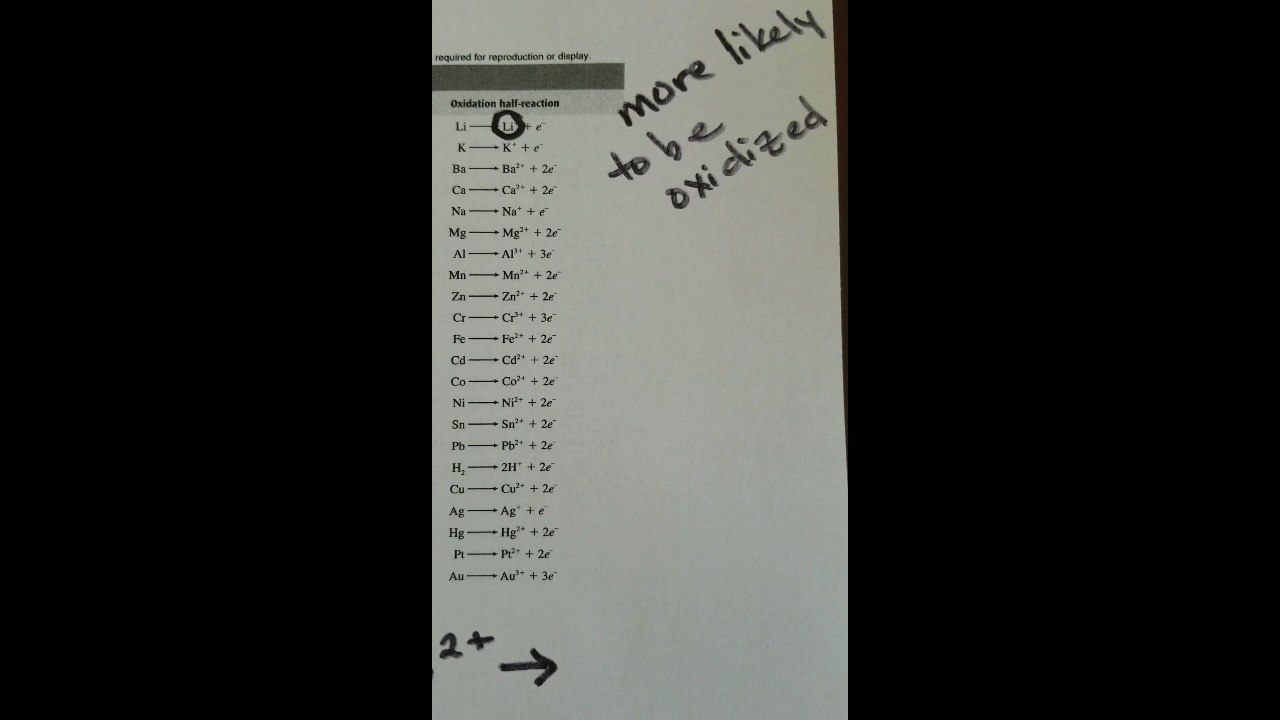 required for reproduction or display.
Oxidation half-reaction
Li ⟶ Li + e⁻
K ⟶ K⁺ + e⁻
Ba ⟶ Ba²⁺ + 2e⁻
Ca ⟶ Ca²⁺ + 2e⁻
Na ⟶ Na⁺ + e⁻
Mg ⟶ Mg²⁺ + 2e⁻
Al ⟶ Al³⁺ + 3e⁻
Mn ⟶ Mn²⁺ + 2e⁻
Zn ⟶ Zn²⁺ + 2e⁻
Cr ⟶ Cr³⁺ + 3e⁻
Fe ⟶ Fe²⁺ + 2e⁻
Cd ⟶ Cd²⁺ + 2e⁻
Co ⟶ Co²⁺ + 2e⁻
Ni ⟶ Ni²⁺ + 2e⁻
Sn ⟶ Sn²⁺ + 2e⁻
Pb ⟶ Pb²⁺ + 2e⁻
H₂ ⟶ 2H⁺ + 2e⁻
Cu ⟶ Cu²⁺ + 2e⁻
Ag ⟶ Ag⁺ + e⁻
Hg ⟶ Hg²⁺ + 2e⁻
Pt ⟶ Pt²⁺ + 2e⁻
Au ⟶ Au³⁺ + 3e⁻
more likely
to be
oxidized
2+ →